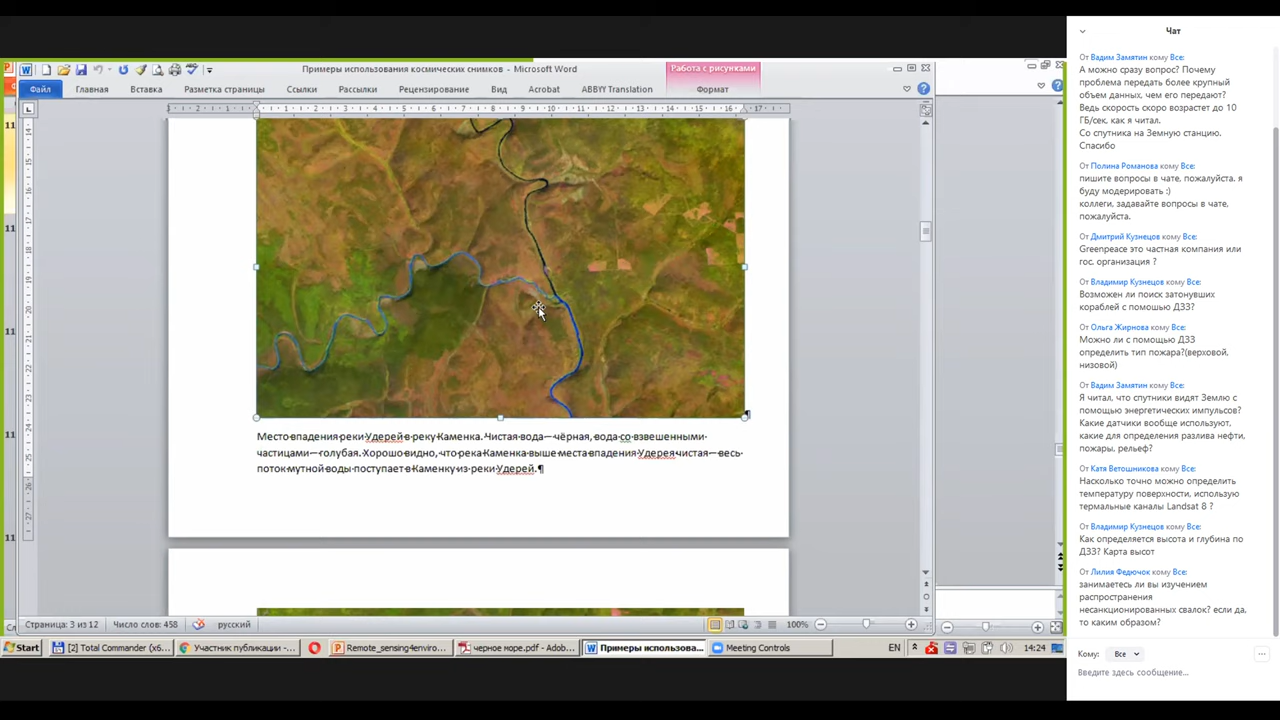 Примеры использования космических снимков - Microsoft Word
Работа с рисунками
Файл
Главная
Вставка
Разметка страницы
Ссылки
Рассылки
Рецензирование
Вид
Acrobat
ABBYY Translation
Формат
Место впадения реки Удерей в реку Каменка. Чистая вода — чёрная, вода со взвешенными
частицами — голубая. Хорошо видно, что река Каменка выше места впадения Удерея чистая — весь
поток мутной воды поступает в Каменку из реки Удерей.¶
Страница: 3 из 12
Число слов: 458
русский
100%
Start
[2] Total Commander (x6...
Участник публикации - ...
Remote_sensing4enviro...
черное море.pdf - Adob...
Примеры использова...
Meeting Controls
EN
14:24
Чат
От Вадим Замятин кому Все:
А можно сразу вопрос? Почему
проблема передать более крупный
объем данных, чем его передают?
Ведь скорость скоро возрастет до 10
ГБ/сек, как я читал.
Со спутника на Земную станцию.
Спасибо
От Полина Романова кому Все:
пишите вопросы в чате, пожалуйста. я
буду модерировать :)
коллеги, задавайте вопросы в чате,
пожалуйста.
От Дмитрий Кузнецов кому Все:
Greenpeace это частная компания или
гос. организация ?
От Владимир Кузнецов кому Все:
Возможен ли поиск затонувших
кораблей с помошью ДЗЗ?
От Ольга Жирнова кому Все:
Можно ли с помощью ДЗЗ
определить тип пожара?(верховой,
низовой)
От Вадим Замятин кому Все:
Я читал, что спутники видят Землю с
помощью энергетических импульсов?
Какие датчики вообще используют,
какие для определения разлива нефти,
пожары, рельеф?
От Катя Ветошникова кому Все:
Насколько точно можно определить
температуру поверхности, использую
термальные каналы Landsat 8 ?
От Владимир Кузнецов кому Все:
Как определяется высота и глубина по
ДЗЗ? Карта высот
От Лилия Федючок кому Все:
занимаетесь ли вы изучением
распространения
несанкционированных свалок? если да,
то каким образом?
Кому: Все
Введите здесь сообщение...